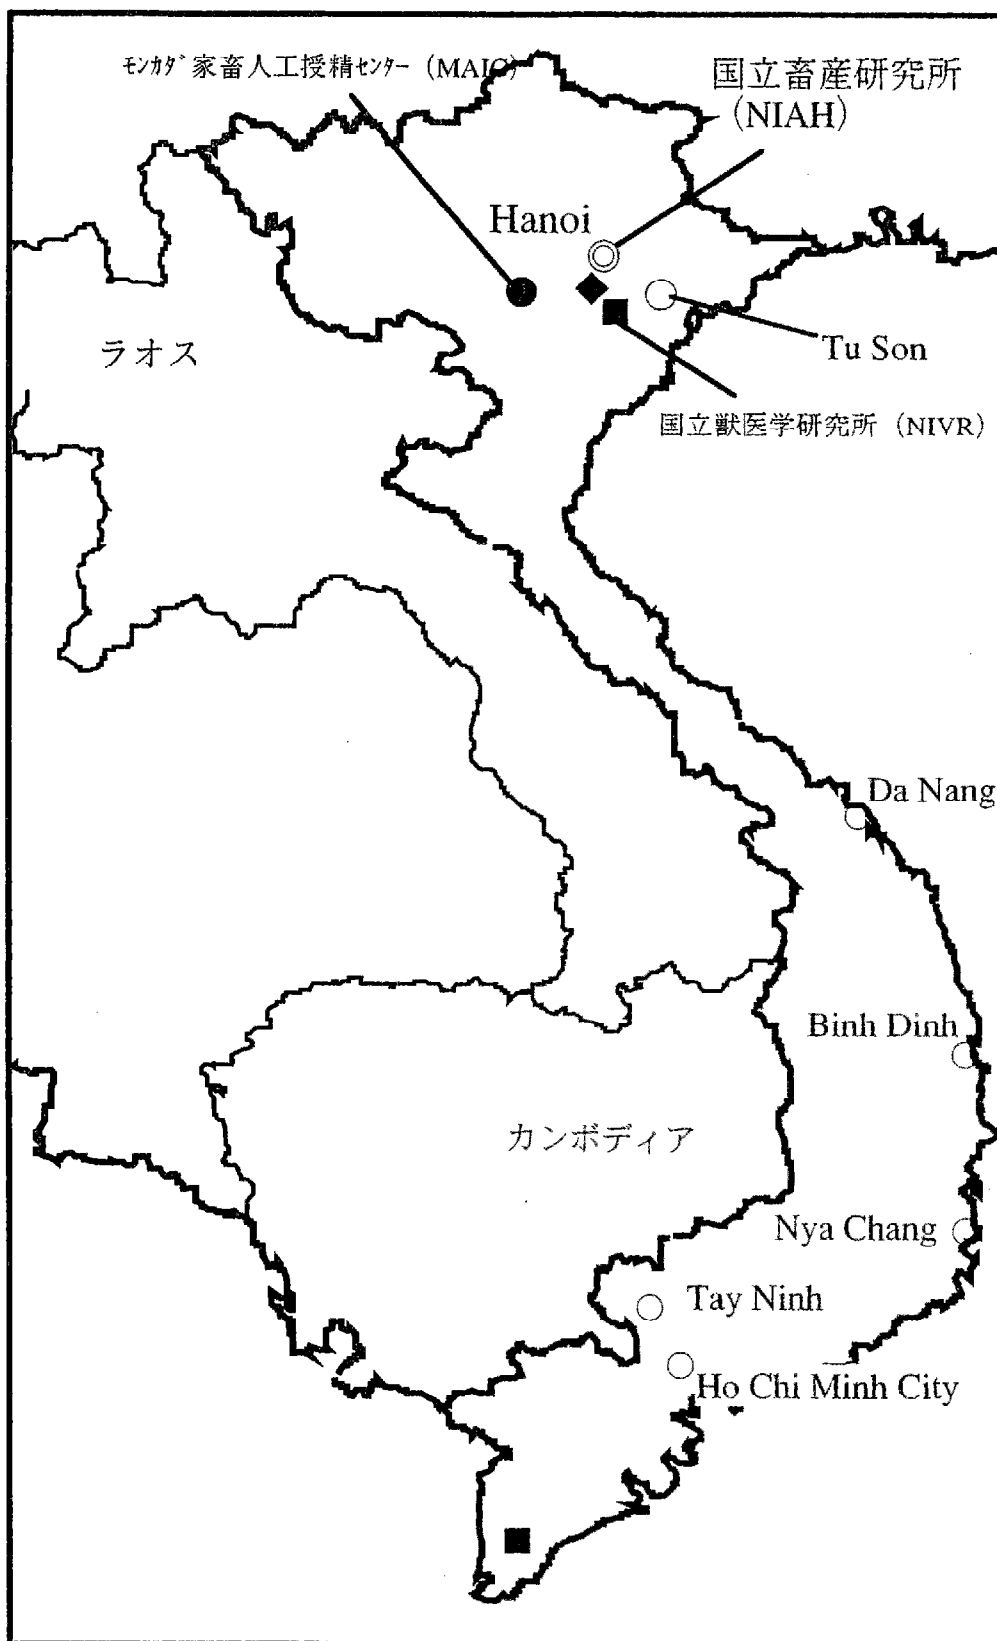 モンカダ家畜人工授精センター (MAIC)
国立畜産研究所
(NIAH)
Hanoi
ラオス
Tu Son
国立獣医学研究所 (NIVR)
Da Nang
Binh Dinh
カンボディア
Nya Chang
Tay Ninh
Ho Chi Minh City